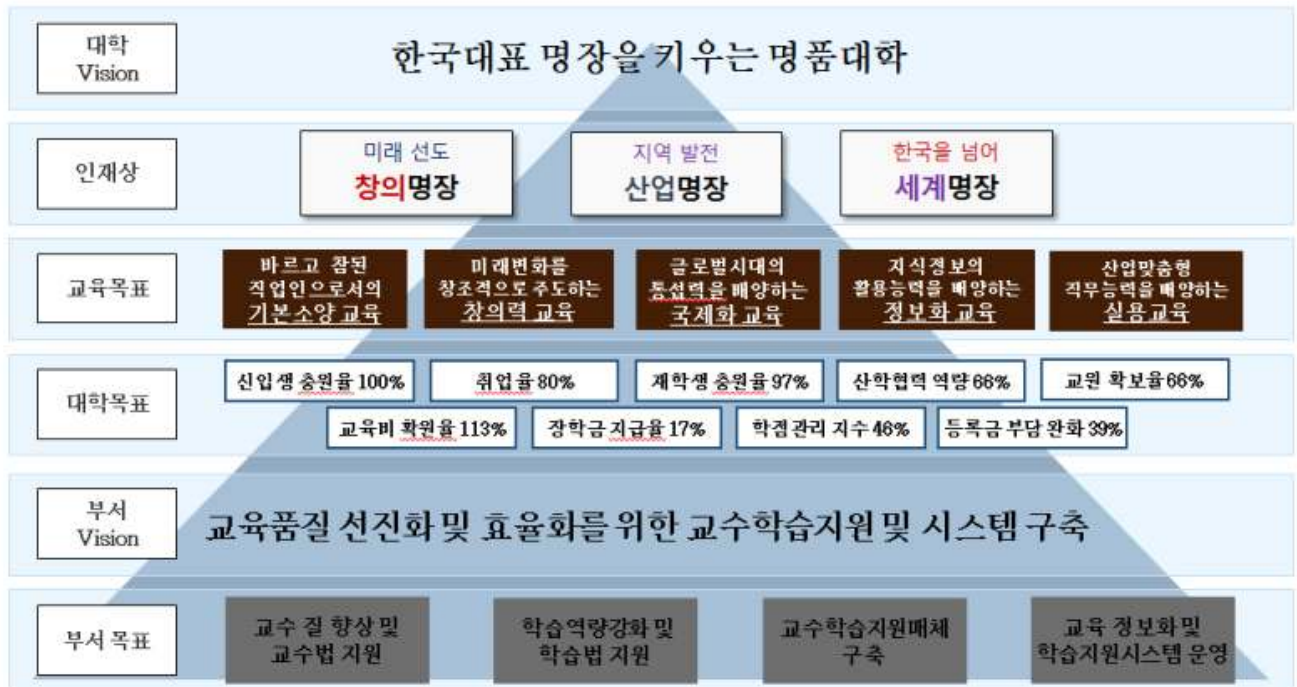 대학
Vision
한국대표 명장을 키우는 명품대학
인재상
미래 선도
창의명장
지역 발전
산업명장
한국을 넘어
세계명장
교육목표
바르고 참된
직업인으로서의
기본소양 교육
미래변화를
창조적으로 주도하는
창의력 교육
글로벌시대의
통섭력을 배양하는
국제화 교육
지식정보의
활용능력을 배양하는
정보화 교육
산업맞춤형
직무능력을 배양하는
실용교육
대학목표
신입생 충원율 100%
취업율 80%
재학생 충원율 97%
산학협력 역량 66%
교원 확보율 66%
교육비 확원율 113%
장학금 지급율 17%
학점관리 지수 46%
등록금 부담 완화 39%
부서
Vision
교육품질 선진화 및 효율화를 위한 교수학습지원 및 시스템 구축
부서 목표
교수 질 향상 및
교수법 지원
학습역량강화 및
학습법 지원
교수학습지원매체
구축
교육 정보화 및
학습지원시스템 운영